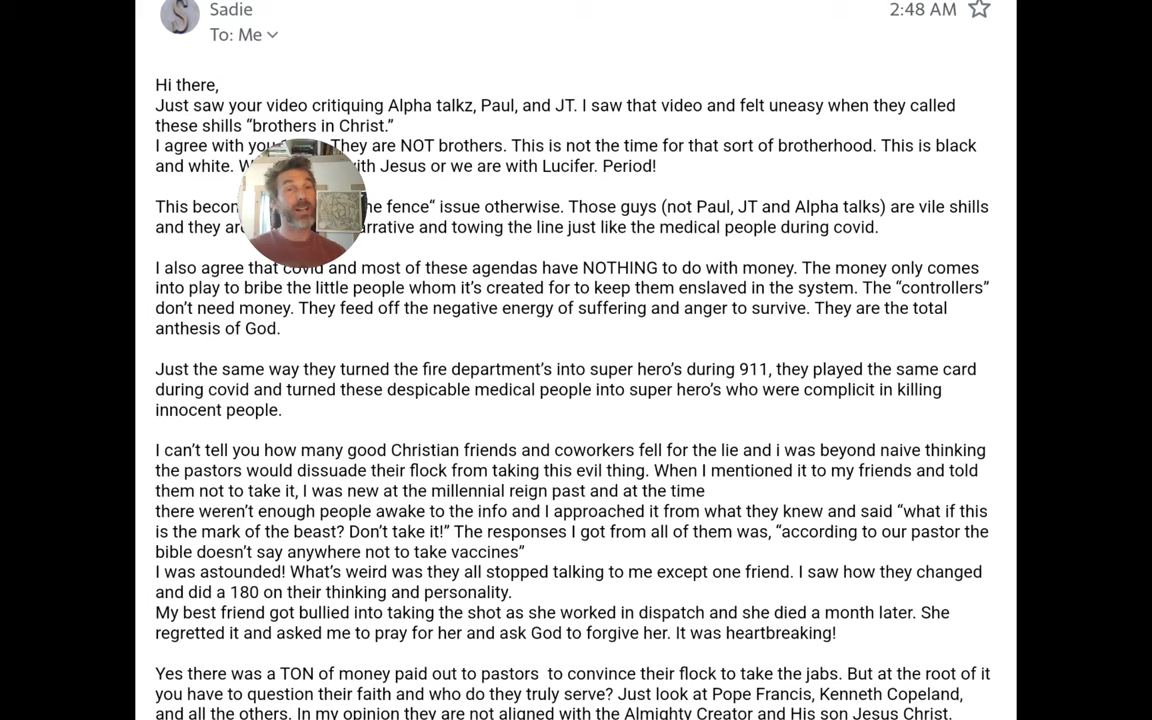 Sadie
2:48 AM
To: Me
Hi there,
Just saw your video critiquing Alpha talkz, Paul, and JT. I saw that video and felt uneasy when they called
these shills “brothers in Christ.”
I agree with you They are NOT brothers. This is not the time for that sort of brotherhood. This is black
and white. with Jesus or we are with Lucifer. Period!
This fence“ issue otherwise. Those guys (not Paul, JT and Alpha talks) are vile shills
and they and towing the line just like the medical people during covid.
I also agree that covid and most of these agendas have NOTHING to do with money. The money only comes
into play to bribe the little people whom it’s created for to keep them enslaved in the system. The “controllers”
don’t need money. They feed off the negative energy of suffering and anger to survive. They are the total
anthesis of God.
Just the same way they turned the fire department’s into super hero’s during 911, they played the same card
during covid and turned these despicable medical people into super hero’s who were complicit in killing
innocent people.
I can’t tell you how many good Christian friends and coworkers fell for the lie and i was beyond naive thinking
the pastors would dissuade their flock from taking this evil thing. When I mentioned it to my friends and told
them not to take it, I was new at the millennial reign past and at the time
there weren’t enough people awake to the info and I approached it from what they knew and said “what if this
is the mark of the beast? Don’t take it!” The responses I got from all of them was, “according to our pastor the
bible doesn’t say anywhere not to take vaccines”
I was astounded! What’s weird was they all stopped talking to me except one friend. I saw how they changed
and did a 180 on their thinking and personality.
My best friend got bullied into taking the shot as she worked in dispatch and she died a month later. She
regretted it and asked me to pray for her and ask God to forgive her. It was heartbreaking!
Yes there was a TON of money paid out to pastors to convince their flock to take the jabs. But at the root of it
you have to question their faith and who do they truly serve? Just look at Pope Francis, Kenneth Copeland,
and all the others. In my opinion they are not aligned with the Almighty Creator and His son Jesus Christ.